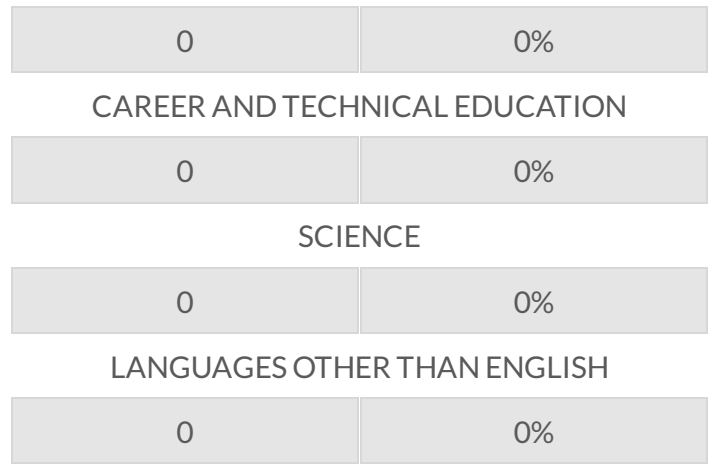 0 0%
CAREER AND TECHNICAL EDUCATION
0 0%
SCIENCE
0 0%
LANGUAGES OTHER THAN ENGLISH
0 0%